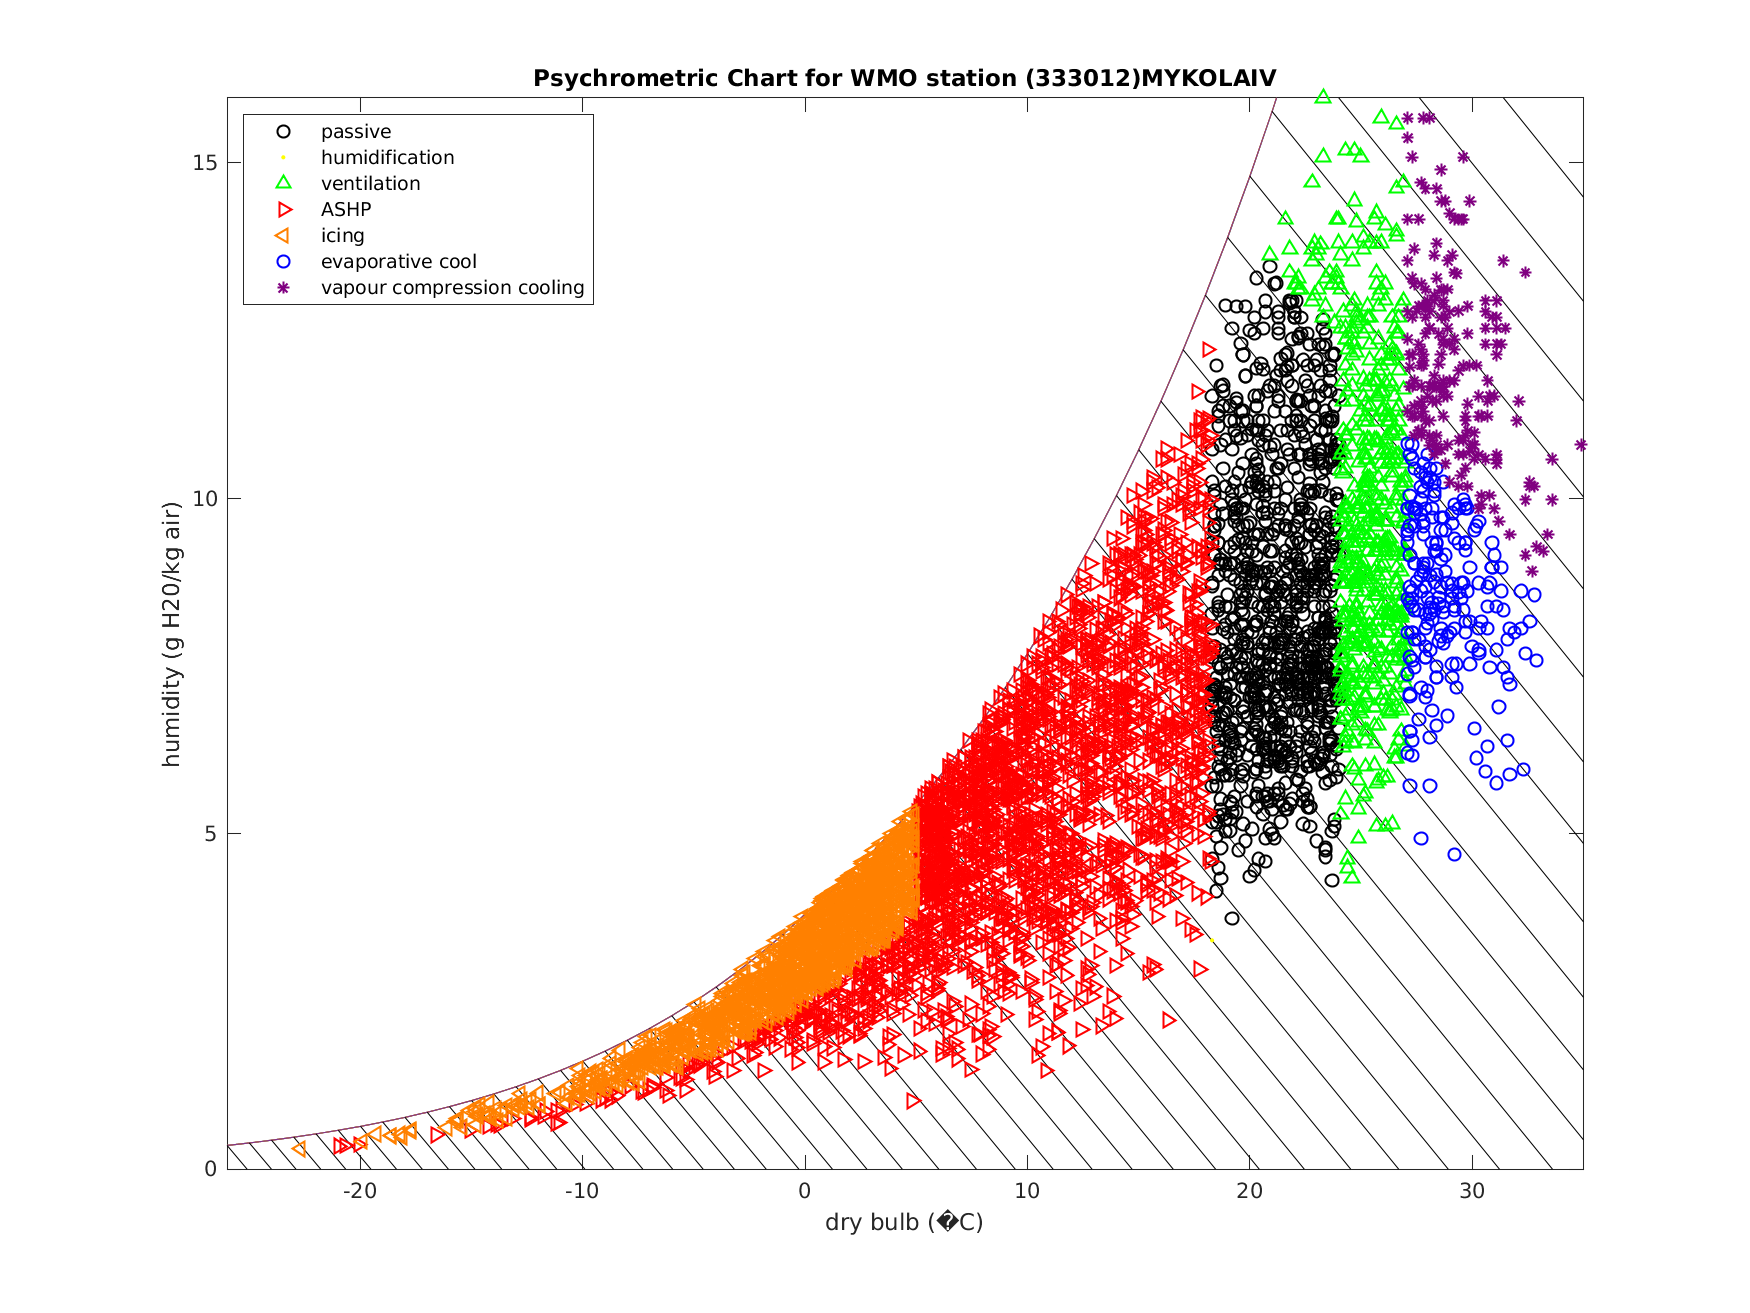 Psychrometric Chart for WMO station (333012)MYKOLAIV
passive
humidification
ventilation
ASHP
icing
evaporative cool
vapour compression cooling
15
10
5
0
humidity (g H20/kg air)
-20
-10
0
10
20
30
dry bulb (�C)